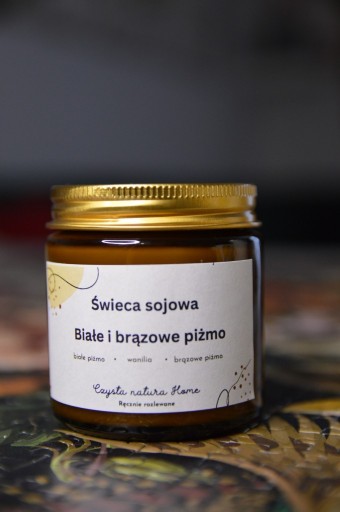 Świeca sojowa
Białe i brązowe piżmo
białe piżmo • wanilia • brązowe piżmo
Czysta natura Home
Ręcznie rozlewane